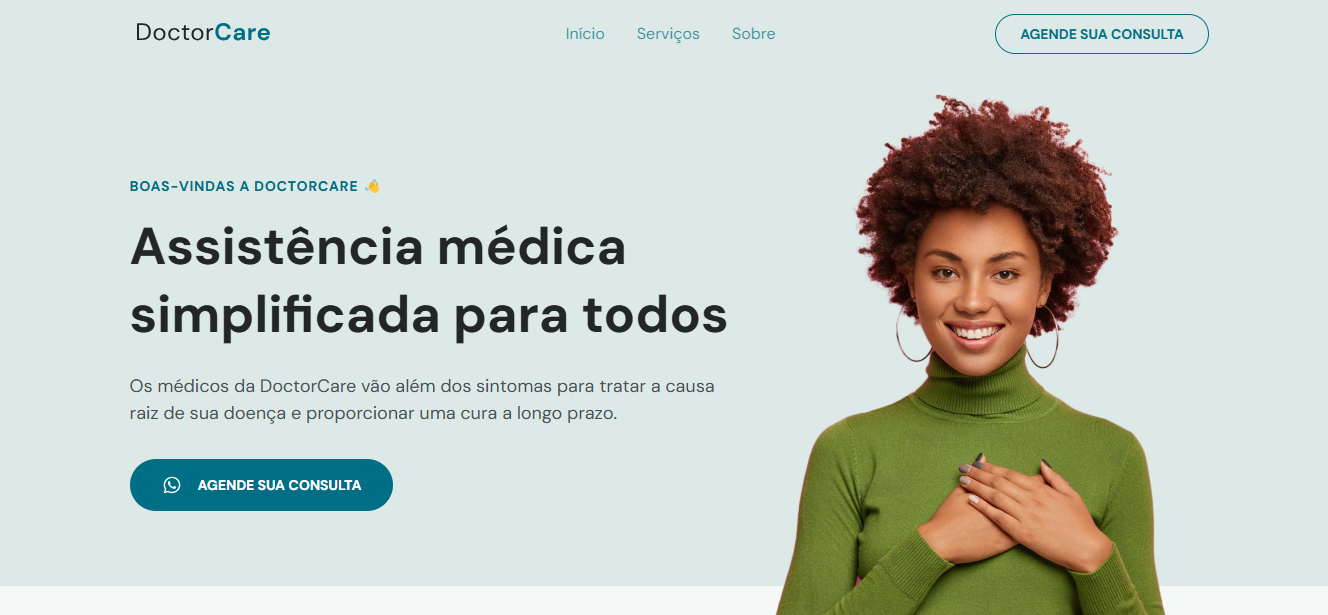 DoctorCare
Início
Serviços
Sobre
AGENDE SUA CONSULTA
BOAS-VINDAS A DOCTORCARE 👋
Assistência médica
simplificada para todos
Os médicos da DoctorCare vão além dos sintomas para tratar a causa
raiz de sua doença e proporcionar uma cura a longo prazo.
AGENDE SUA CONSULTA